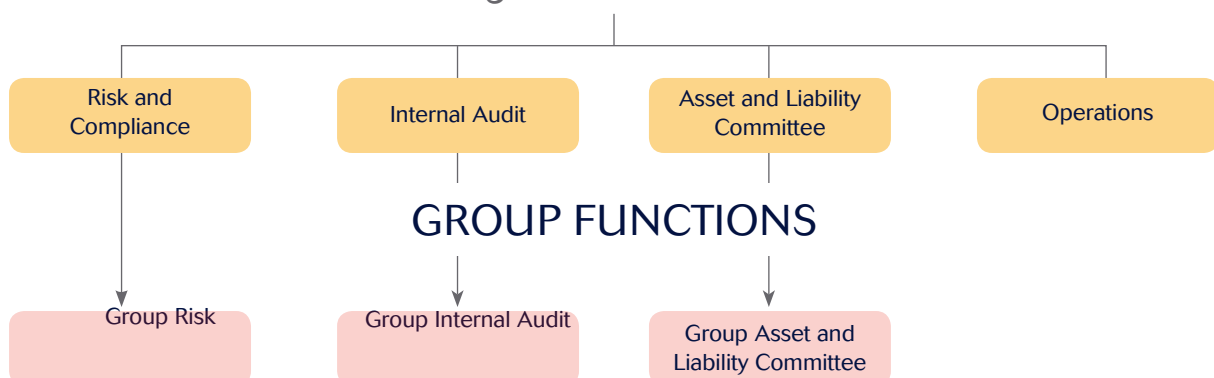 Risk and
Compliance
Internal Audit
Asset and Liability
Committee
Operations
GROUP FUNCTIONS
Group Risk
Group Internal Audit
Group Asset and
Liability Committee